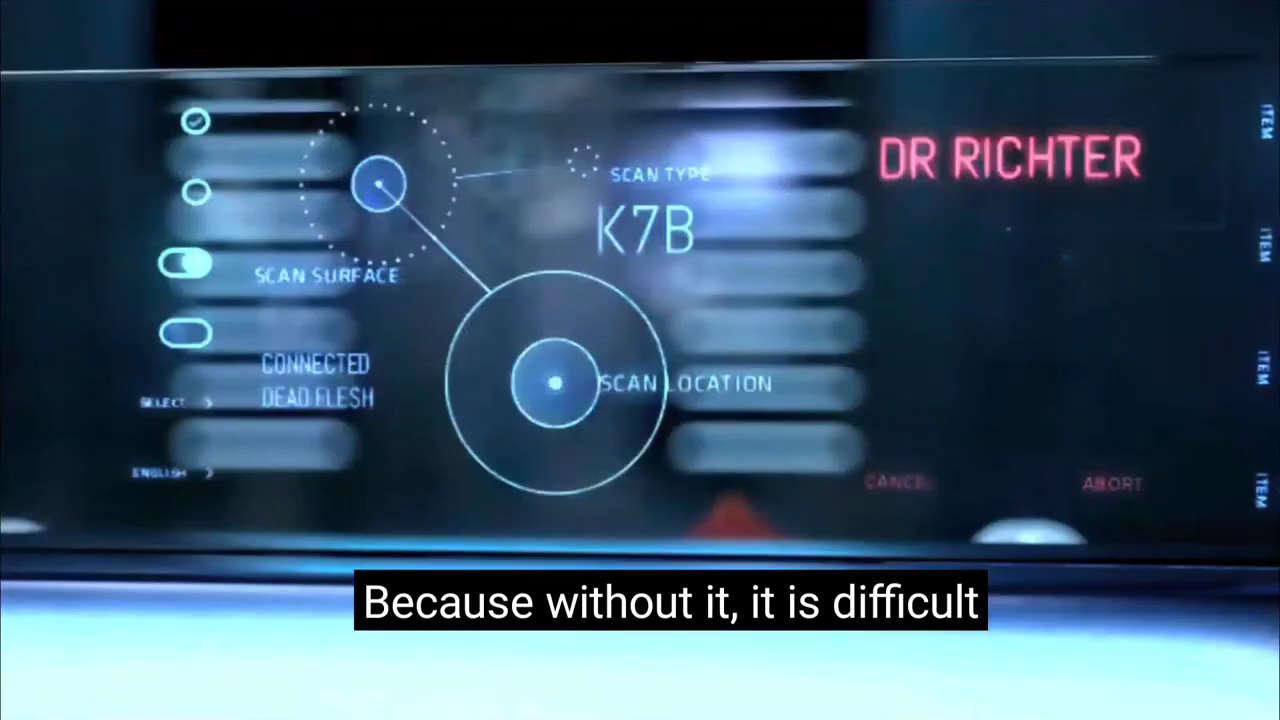 DR RICHTER
SCAN TYPE
K7B
SCAN SURFACE
CONNECTED
DEAD FLESH
SCAN LOCATION
SELECT
ENGLISH
CANCEL
ABORT
ITEM
ITEM
ITEM
ITEM
Because without it, it is difficult